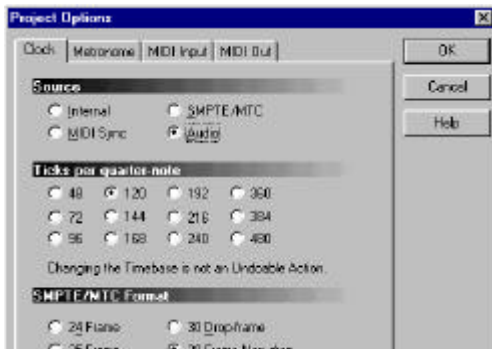 Project Options
Clock Metronome MIDI Input MIDI Out
OK
Cancel
Help
Source
Internal SMPTE/MTC
MIDI Sync Audio
Ticks per quarter-note
48 120 192 360
72 144 216 384
96 168 240 480
Changing the Timebase is not an Undoable Action.
SMPTE/MTC Format
24 Frame 30 Drop-frame